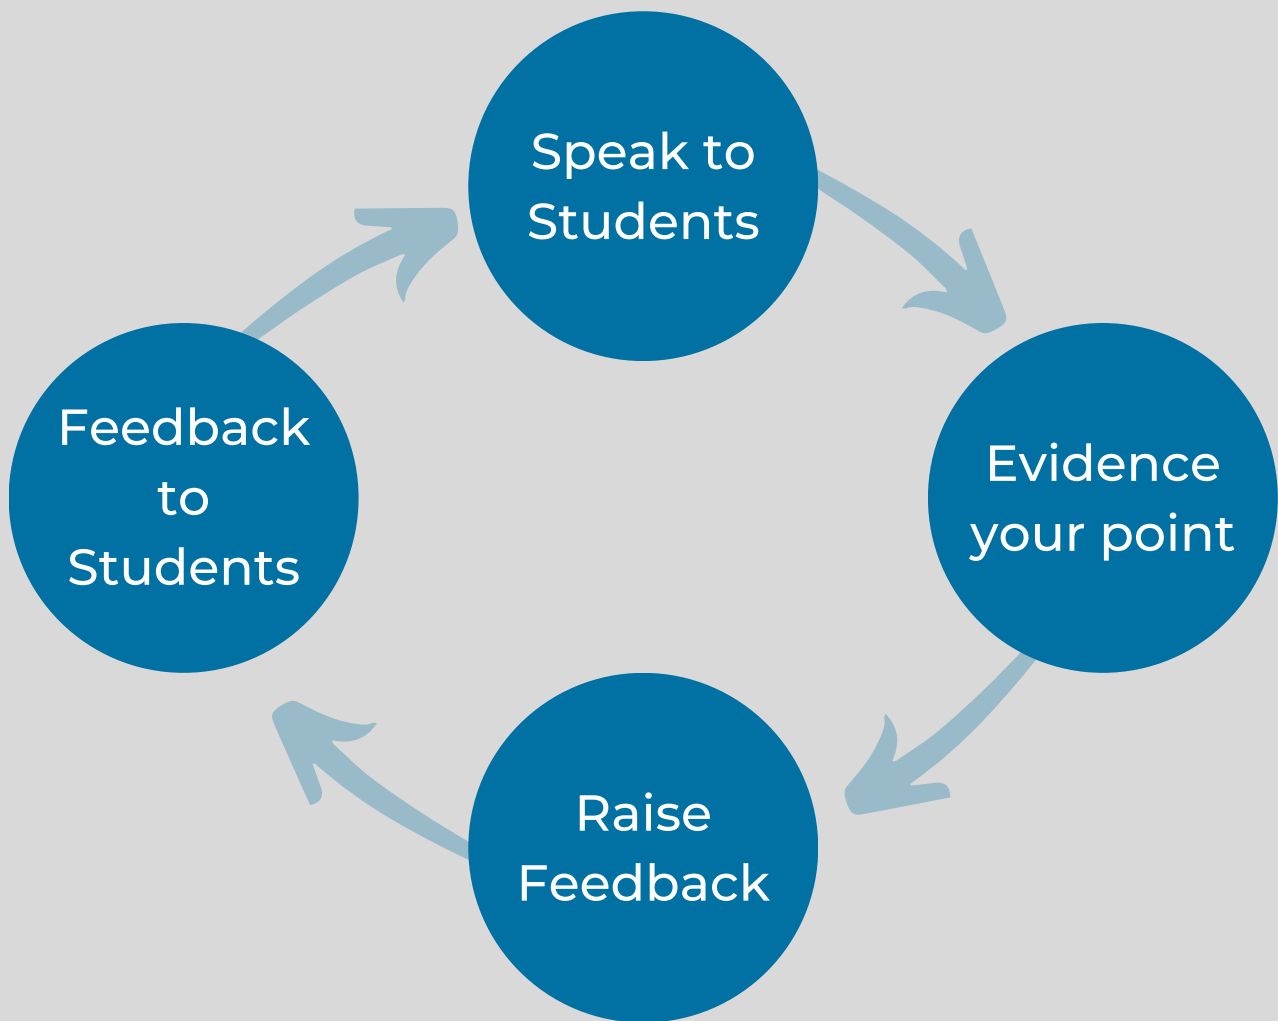 Speak to
Students
Evidence
your point
Raise
Feedback
Feedback
to
Students